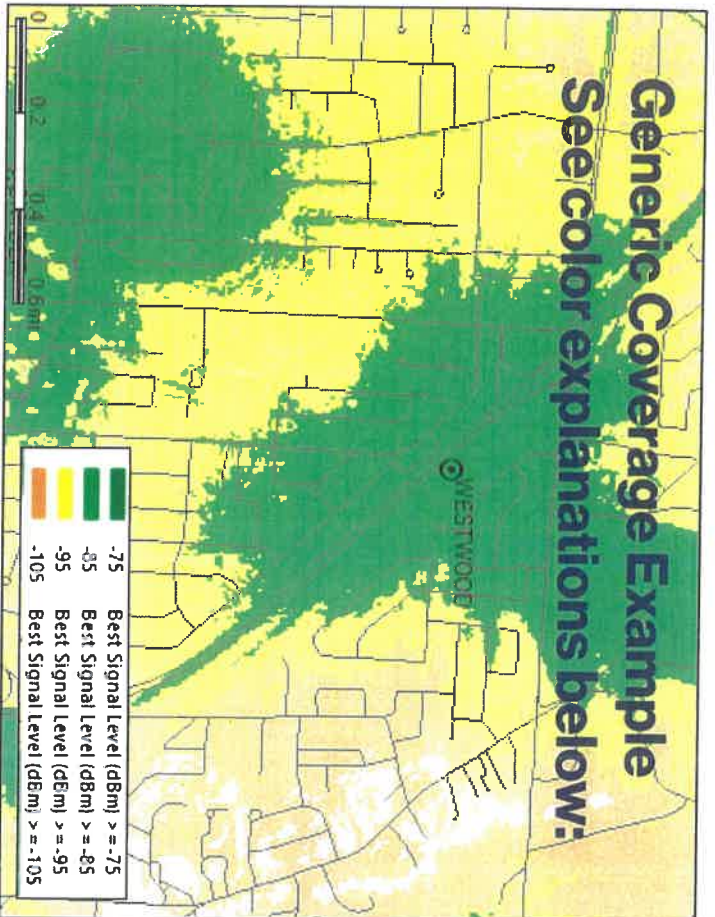 Generic Coverage Example
See color explanations below:
WESTWOOD
0 0.2 0.4 0.6mi
-75 Best Signal Level (dBm) >=-75
-85 Best Signal Level (dBm) >=-85
-95 Best Signal Level (dBm) >=-95
-105 Best Signal Level (dBm) >=-105